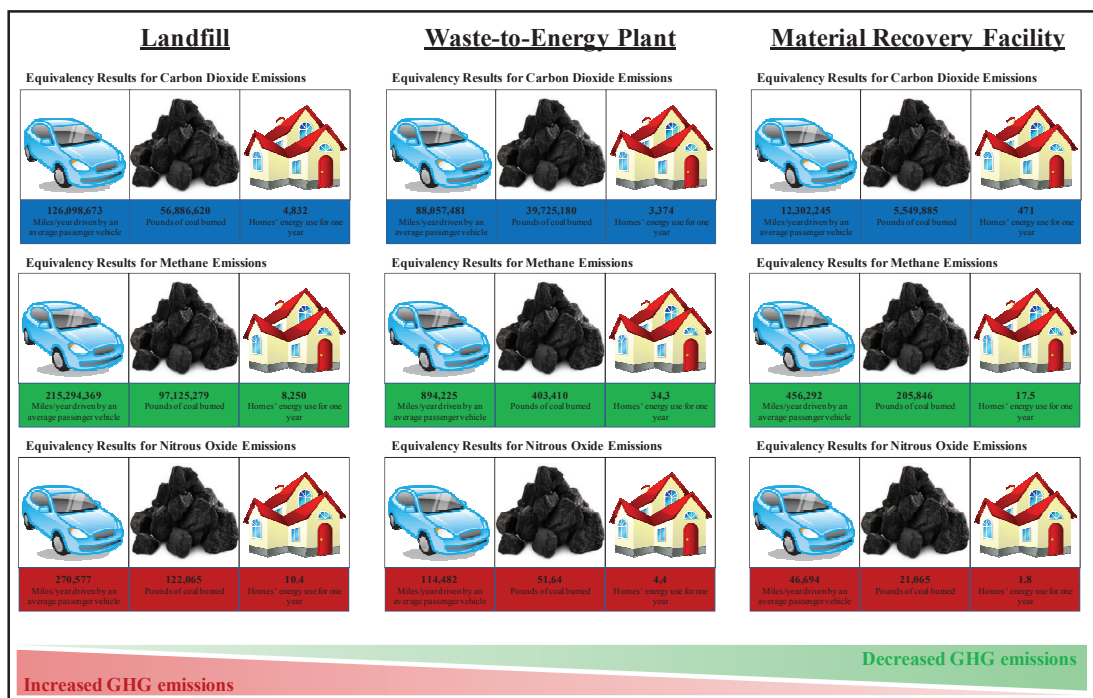 Landfill
Waste-to-Energy Plant
Material Recovery Facility
Equivalency Results for Carbon Dioxide Emissions
126,098,673
Miles/year driven by an
average passenger vehicle
56,886,620
Pounds of coal burned
4,832
Homes' energy use for one
year
Equivalency Results for Carbon Dioxide Emissions
88,057,481
Miles/year driven by an
average passenger vehicle
39,725,180
Pounds of coal burned
3,374
Homes' energy use for one
year
Equivalency Results for Carbon Dioxide Emissions
12,302,245
Miles/year driven by an
average passenger vehicle
5,549,885
Pounds of coal burned
471
Homes' energy use for one
year
Equivalency Results for Methane Emissions
215,294,369
Miles/year driven by an
average passenger vehicle
97,125,279
Pounds of coal burned
8,250
Homes' energy use for one
year
Equivalency Results for Methane Emissions
894,225
Miles/year driven by an
average passenger vehicle
403,410
Pounds of coal burned
34,3
Homes' energy use for one
year
Equivalency Results for Methane Emissions
456,292
Miles/year driven by an
average passenger vehicle
205,846
Pounds of coal burned
17.5
Homes' energy use for one
year
Equivalency Results for Nitrous Oxide Emissions
270,577
Miles/year driven by an
average passenger vehicle
122,065
Pounds of coal burned
10.4
Homes' energy use for one
year
Equivalency Results for Nitrous Oxide Emissions
114,482
Miles/year driven by an
average passenger vehicle
51,64
Pounds of coal burned
4.4
Homes' energy use for one
year
Equivalency Results for Nitrous Oxide Emissions
46,694
Miles/year driven by an
average passenger vehicle
21,065
Pounds of coal burned
1.8
Homes' energy use for one
year
Decreased GHG emissions
Increased GHG emissions